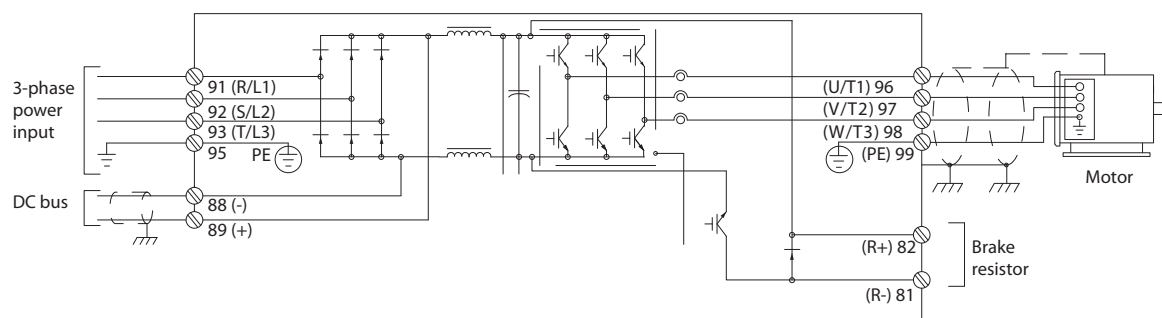 3-phase
power
input
91 (R/L1)
92 (S/L2)
93 (T/L3)
95
PE
DC bus
88 (-)
89 (+)
(U/T1) 96
(V/T2) 97
(W/T3) 98
(PE) 99
Motor
(R+) 82
Brake
resistor
(R-) 81